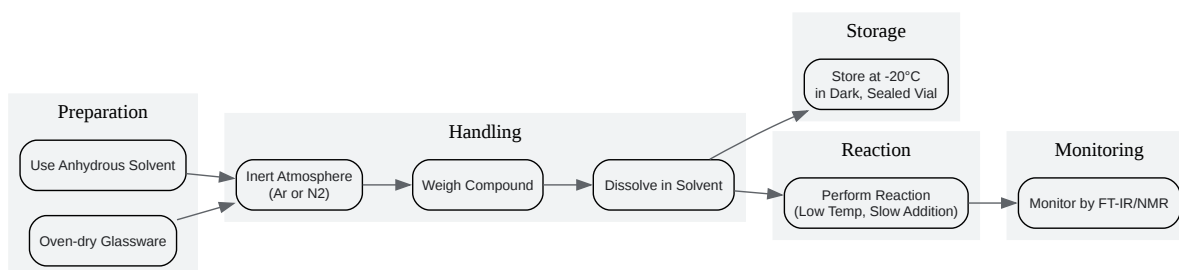 Preparation
Use Anhydrous Solvent
Oven-dry Glassware
Handling
Inert Atmosphere
(Ar or N2)
Weigh Compound
Dissolve in Solvent
Storage
Store at -20°C
in Dark, Sealed Vial
Reaction
Perform Reaction
(Low Temp, Slow Addition)
Monitoring
Monitor by FT-IR/NMR